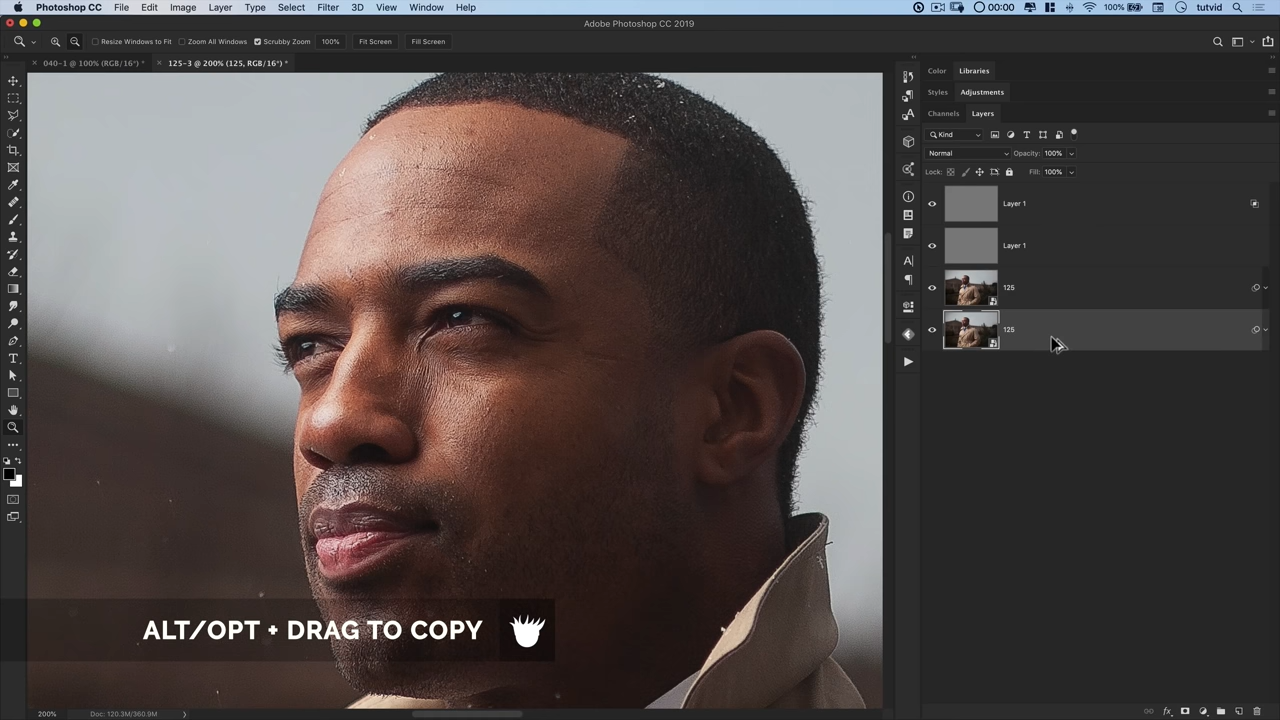 Photoshop CC File Edit Image Layer Type Select Filter 3D View Window Help 00:00 100% tutvid
Adobe Photoshop CC 2019
Resize Windows to Fit Zoom All Windows Scrubby Zoom 100% Fit Screen Fill Screen
040-1 @ 100% (RGB/16*) * 125-3 @ 200% (125, RGB/16*) *
Color Libraries
Styles Adjustments
Channels Layers
Kind
Normal Opacity: 100%
Lock: Fill: 100%
Layer 1
Layer 1
125
125
ALT/OPT + DRAG TO COPY
200% Doc: 120.3M/360.9M